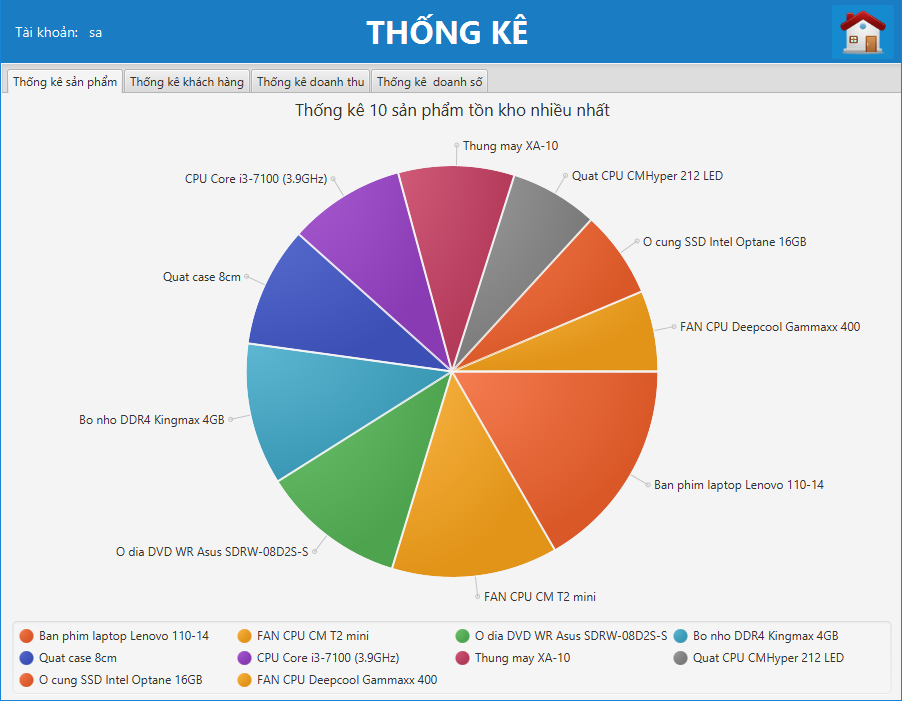 Tài khoản: sa
THỐNG KÊ
Thống kê sản phẩm
Thống kê khách hàng
Thống kê doanh thu
Thống kê doanh số
Thống kê 10 sản phẩm tồn kho nhiều nhất
Thung may XA-10
CPU Core i3-7100 (3.9GHz)
Quat CPU CMHyper 212 LED
O cung SSD Intel Optane 16GB
Quat case 8cm
FAN CPU Deepcool Gammaxx 400
Bo nho DDR4 Kingmax 4GB
Ban phim laptop Lenovo 110-14
O dia DVD WR Asus SDRW-08D2S-S
FAN CPU CM T2 mini
Ban phim laptop Lenovo 110-14
FAN CPU CM T2 mini
O dia DVD WR Asus SDRW-08D2S-S
Bo nho DDR4 Kingmax 4GB
Quat case 8cm
CPU Core i3-7100 (3.9GHz)
Thung may XA-10
Quat CPU CMHyper 212 LED
O cung SSD Intel Optane 16GB
FAN CPU Deepcool Gammaxx 400